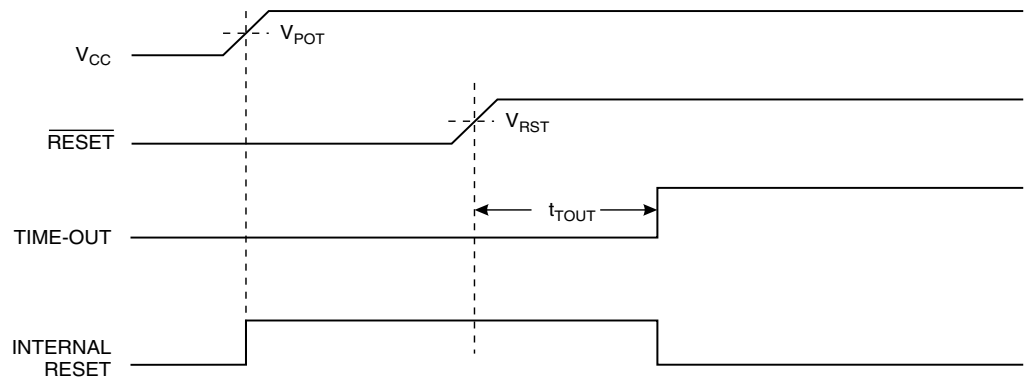 V_POT
V_CC
RESET
V_RST
t_TOUT
TIME-OUT
INTERNAL
RESET